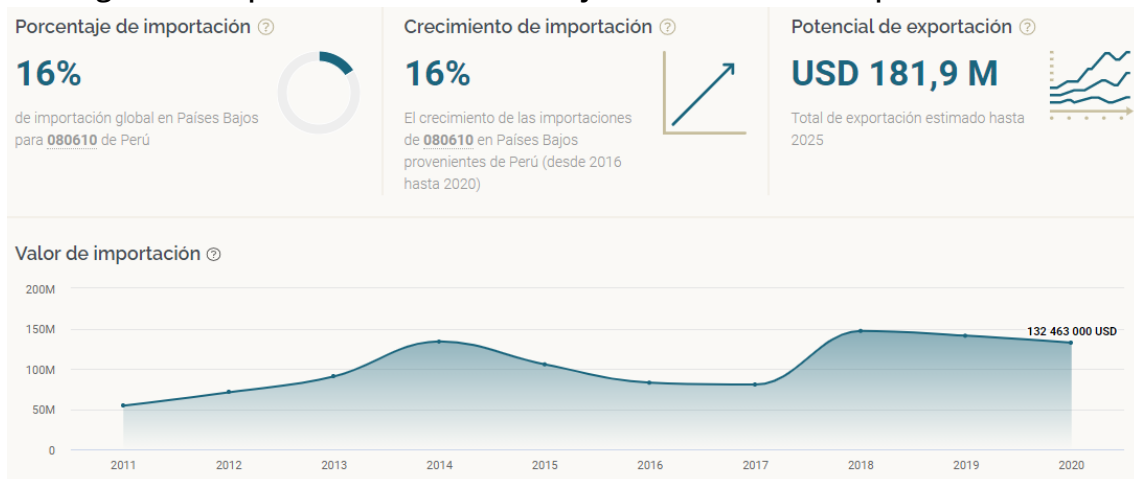 Porcentaje de importación ?
16%
de importación global en Países Bajos
para 080610 de Perú
Crecimiento de importación ?
16%
El crecimiento de las importaciones
de 080610 en Países Bajos
provenientes de Perú (desde 2016
hasta 2020)
Potencial de exportación ?
USD 181,9 M
Total de exportación estimado hasta
2025
Valor de importación ?
200M
150M
100M
50M
0
132 463 000 USD
2011 2012 2013 2014 2015 2016 2017 2018 2019 2020